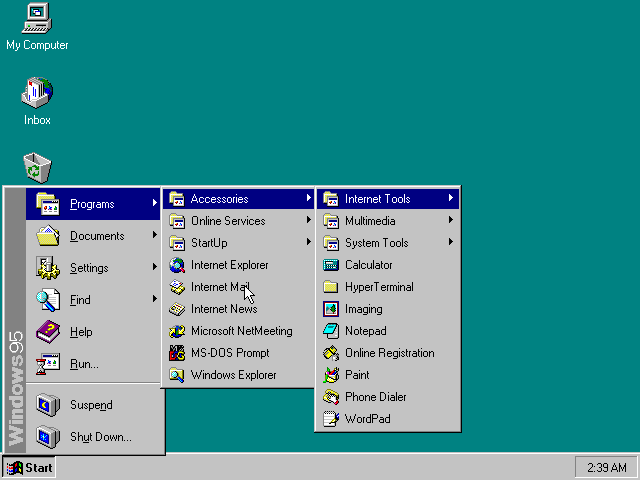 My Computer
Inbox
Programs
Documents
Settings
Find
Help
Run...
Suspend
Shut Down...
Windows95
Accessories
Online Services
StartUp
Internet Explorer
Internet Mail
Internet News
Microsoft NetMeeting
MS-DOS Prompt
Windows Explorer
Internet Tools
Multimedia
System Tools
Calculator
HyperTerminal
Imaging
Notepad
Online Registration
Paint
Phone Dialer
WordPad
Start
2:39 AM